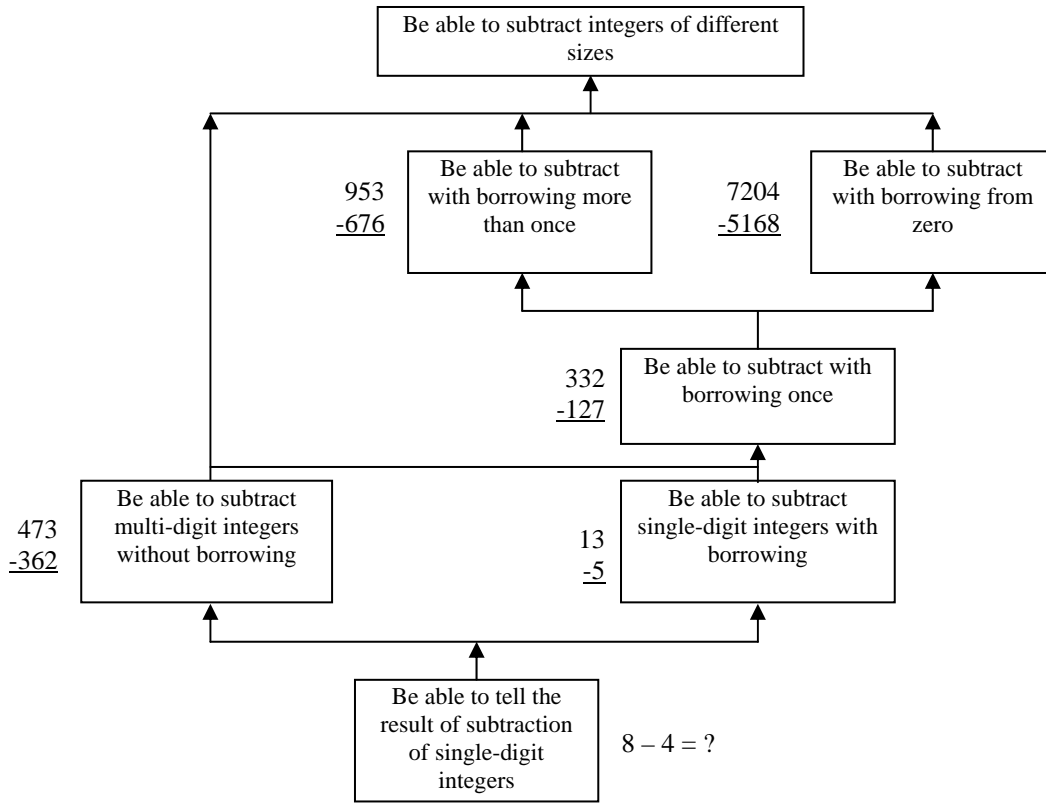 Be able to subtract integers of different
sizes
953
-676
Be able to subtract
with borrowing more
than once
7204
-5168
Be able to subtract
with borrowing from
zero
332
-127
Be able to subtract with
borrowing once
473
-362
Be able to subtract
multi-digit integers
without borrowing
13
-5
Be able to subtract
single-digit integers with
borrowing
Be able to tell the
result of subtraction
of single-digit
integers
8 – 4 = ?